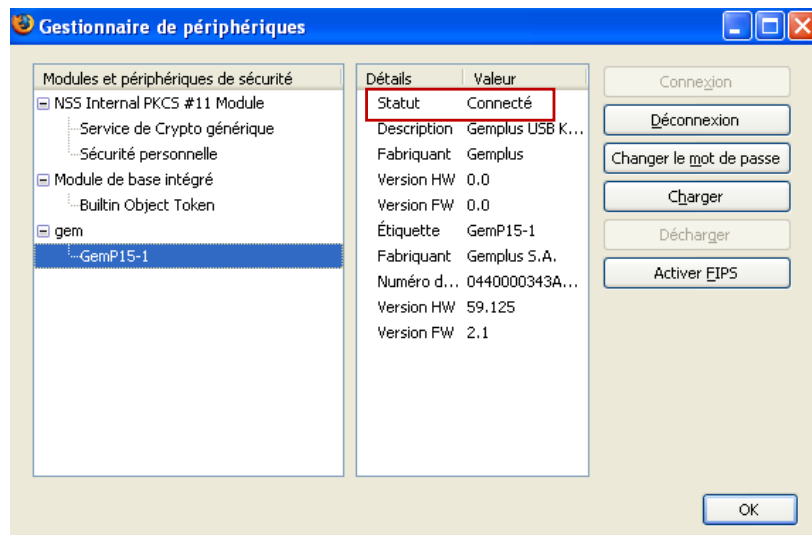 Gestionnaire de périphériques
Modules et périphériques de sécurité
NSS Internal PKCS #11 Module
Service de Crypto générique
Sécurité personnelle
Module de base intégré
Builtin Object Token
gem
GemP15-1
Détails Valeur
Statut Connecté
Description Gemplus USB K...
Fabriquant Gemplus
Version HW 0.0
Version FW 0.0
Étiquette GemP15-1
Fabriquant Gemplus S.A.
Numéro d... 0440000343A...
Version HW 59.125
Version FW 2.1
Connexion
Déconnexion
Changer le mot de passe
Charger
Décharger
Activer FIPS
OK